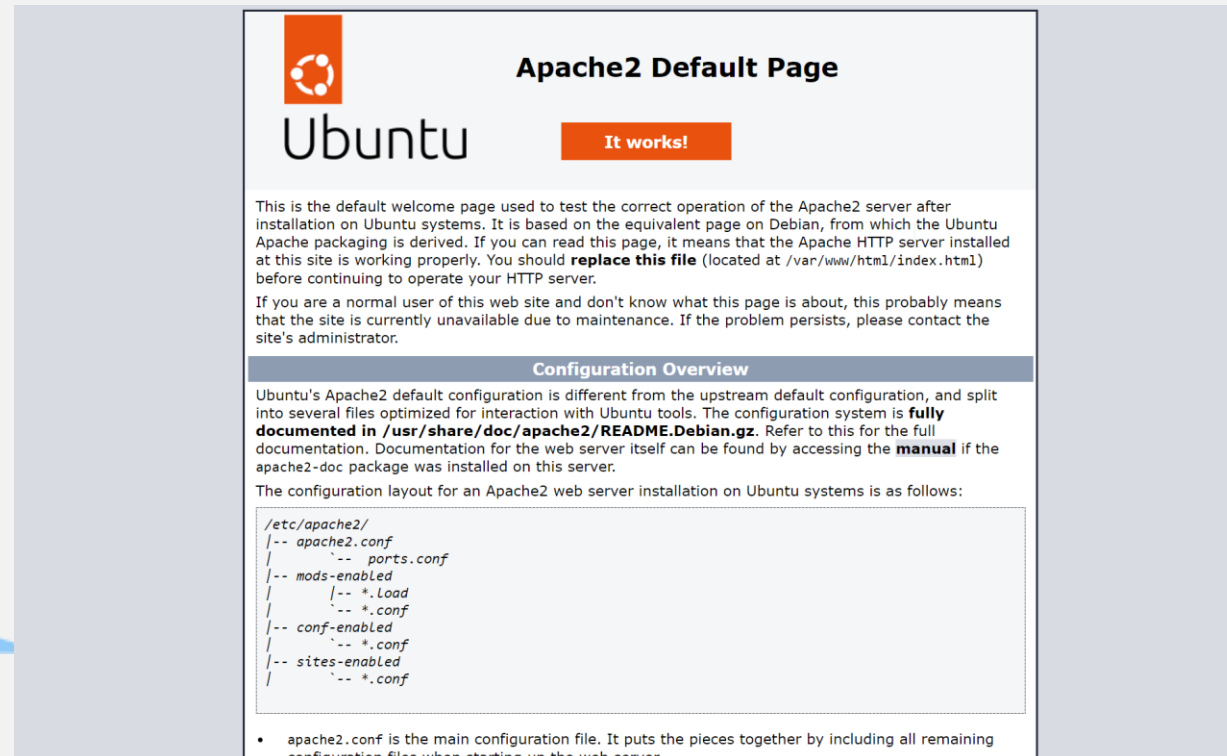 Apache2 Default Page
Ubuntu
It works!
This is the default welcome page used to test the correct operation of the Apache2 server after
installation on Ubuntu systems. It is based on the equivalent page on Debian, from which the Ubuntu
Apache packaging is derived. If you can read this page, it means that the Apache HTTP server installed
at this site is working properly. You should replace this file (located at /var/www/html/index.html)
before continuing to operate your HTTP server.
If you are a normal user of this web site and don't know what this page is about, this probably means
that the site is currently unavailable due to maintenance. If the problem persists, please contact the
site's administrator.
Configuration Overview
Ubuntu's Apache2 default configuration is different from the upstream default configuration, and split
into several files optimized for interaction with Ubuntu tools. The configuration system is fully
documented in /usr/share/doc/apache2/README.Debian.gz. Refer to this for the full
documentation. Documentation for the web server itself can be found by accessing the manual if the
apache2-doc package was installed on this server.
The configuration layout for an Apache2 web server installation on Ubuntu systems is as follows:
/etc/apache2/
|-- apache2.conf
|       `--  ports.conf
|-- mods-enabled
|       |-- *.load
|       `-- *.conf
|-- conf-enabled
|       `-- *.conf
|-- sites-enabled
|       `-- *.conf
• apache2.conf is the main configuration file. It puts the pieces together by including all remaining
configuration files when starting up the web server.